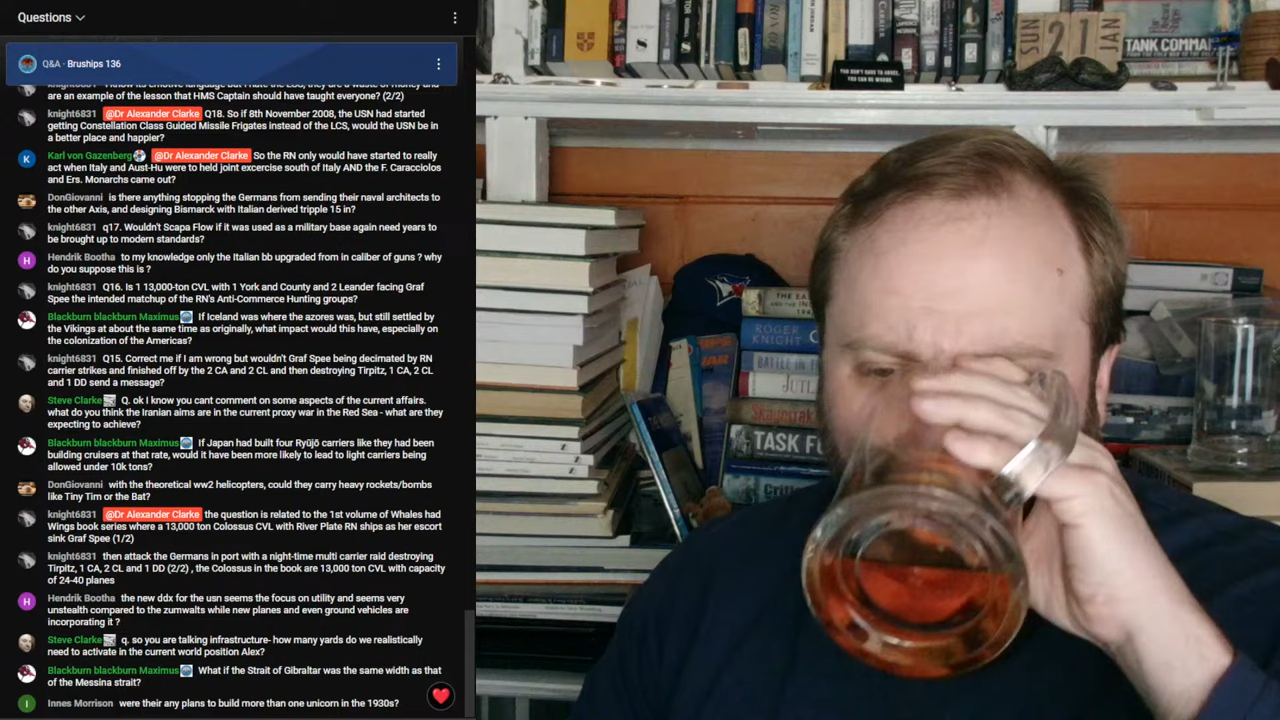 Questions
Q&A · Bruships 136
are an example of the lesson that HMS Captain should have taught everyone? (2/2)
knight6831 @Dr Alexander Clarke Q18. So if 8th November 2008, the USN had started
getting Constellation Class Guided Missile Frigates instead of the LCS, would the USN be in
a better place and happier?
K
Karl von Gazenberg @Dr Alexander Clarke So the RN only would have started to really
act when Italy and Aust-Hu were to held joint excercise south of Italy AND the F. Caracciolos
and Ers. Monarchs came out?
DonGiovanni is there anything stopping the Germans from sending their naval architects to
the other Axis, and designing Bismarck with Italian derived tripple 15 in?
knight6831 q17. Wouldn't Scapa Flow if it was used as a military base again need years to
be brought up to modern standards?
H
Hendrik Bootha to my knowledge only the Italian bb upgraded from in caliber of guns ? why
do you suppose this is ?
knight6831 Q16. Is 1 13,000-ton CVL with 1 York and County and 2 Leander facing Graf
Spee the intended matchup of the RN's Anti-Commerce Hunting groups?
Blackburn blackburn Maximus If Iceland was where the azores was, but still settled by
the Vikings at about the same time as originally, what impact would this have, especially on
the colonization of the Americas?
knight6831 Q15. Correct me if I am wrong but wouldn't Graf Spee being decimated by RN
carrier strikes and finished off by the 2 CA and 2 CL and then destroying Tirpitz, 1 CA, 2 CL
and 1 DD send a message?
Steve Clarke Q. ok I know you cant comment on some aspects of the current affairs.
what do you think the Iranian aims are in the current proxy war in the Red Sea - what are they
expecting to achieve?
Blackburn blackburn Maximus If Japan had built four Ryūjō carriers like they had been
building cruisers at that rate, would it have been more likely to lead to light carriers being
allowed under 10k tons?
DonGiovanni with the theoretical ww2 helicopters, could they carry heavy rockets/bombs
like Tiny Tim or the Bat?
knight6831 @Dr Alexander Clarke the question is related to the 1st volume of Whales had
Wings book series where a 13,000 ton Colossus CVL with River Plate RN ships as her escort
sink Graf Spee (1/2)
knight6831 then attack the Germans in port with a night-time multi carrier raid destroying
Tirpitz, 1 CA, 2 CL and 1 DD (2/2) , the Colossus in the book are 13,000 ton CVL with capacity
of 24-40 planes
H
Hendrik Bootha the new ddx for the usn seems the focus on utility and seems very
unstealth compared to the zumwalts while new planes and even ground vehicles are
incorporating it ?
Steve Clarke q. so you are talking infrastructure- how many yards do we realistically
need to activate in the current world position Alex?
Blackburn blackburn Maximus What if the Strait of Gibraltar was the same width as that
of the Messina strait?
I
Innes Morrison were their any plans to build more than one unicorn in the 1930s?
SUN 21 JAN
TANK
YOU DON'T HAVE TO AGREE,
YOU CAN BE WRONG.
ROGER KNIGHT
BATTLE IN
JUTL
Skagerrak
TASK
Critic